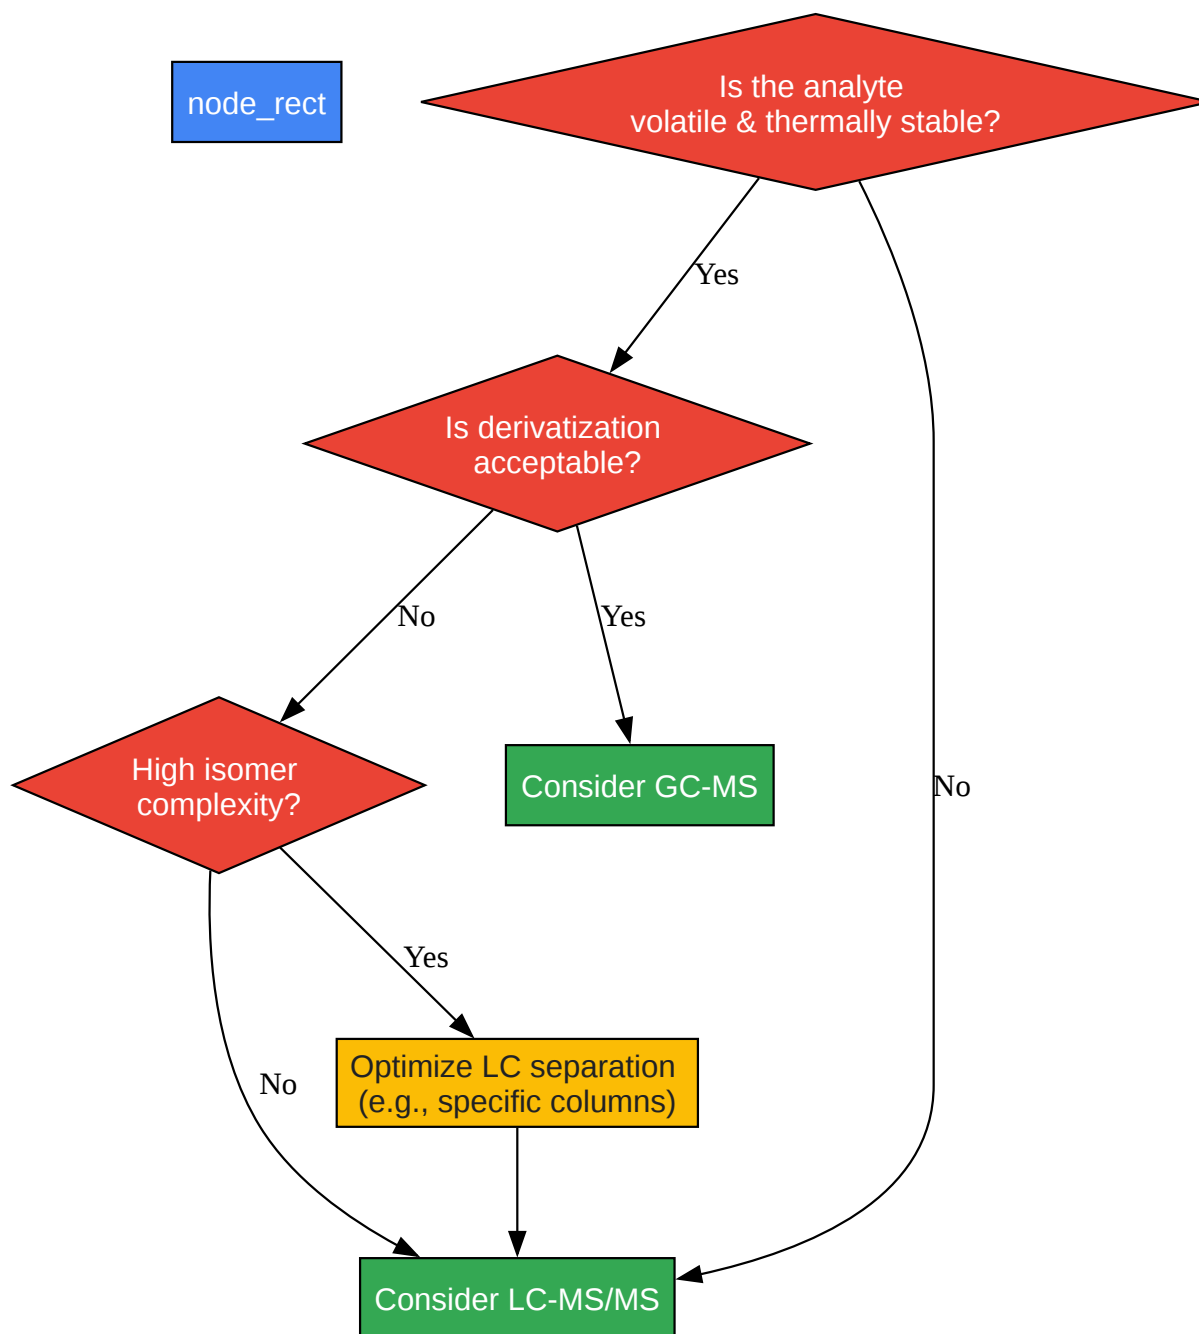 node_rect
Is the analyte
volatile & thermally stable?
Yes
Is derivatization
acceptable?
No
Yes
High isomer
complexity?
Consider GC-MS
No
Yes
Optimize LC separation
(e.g., specific columns)
No
Consider LC-MS/MS